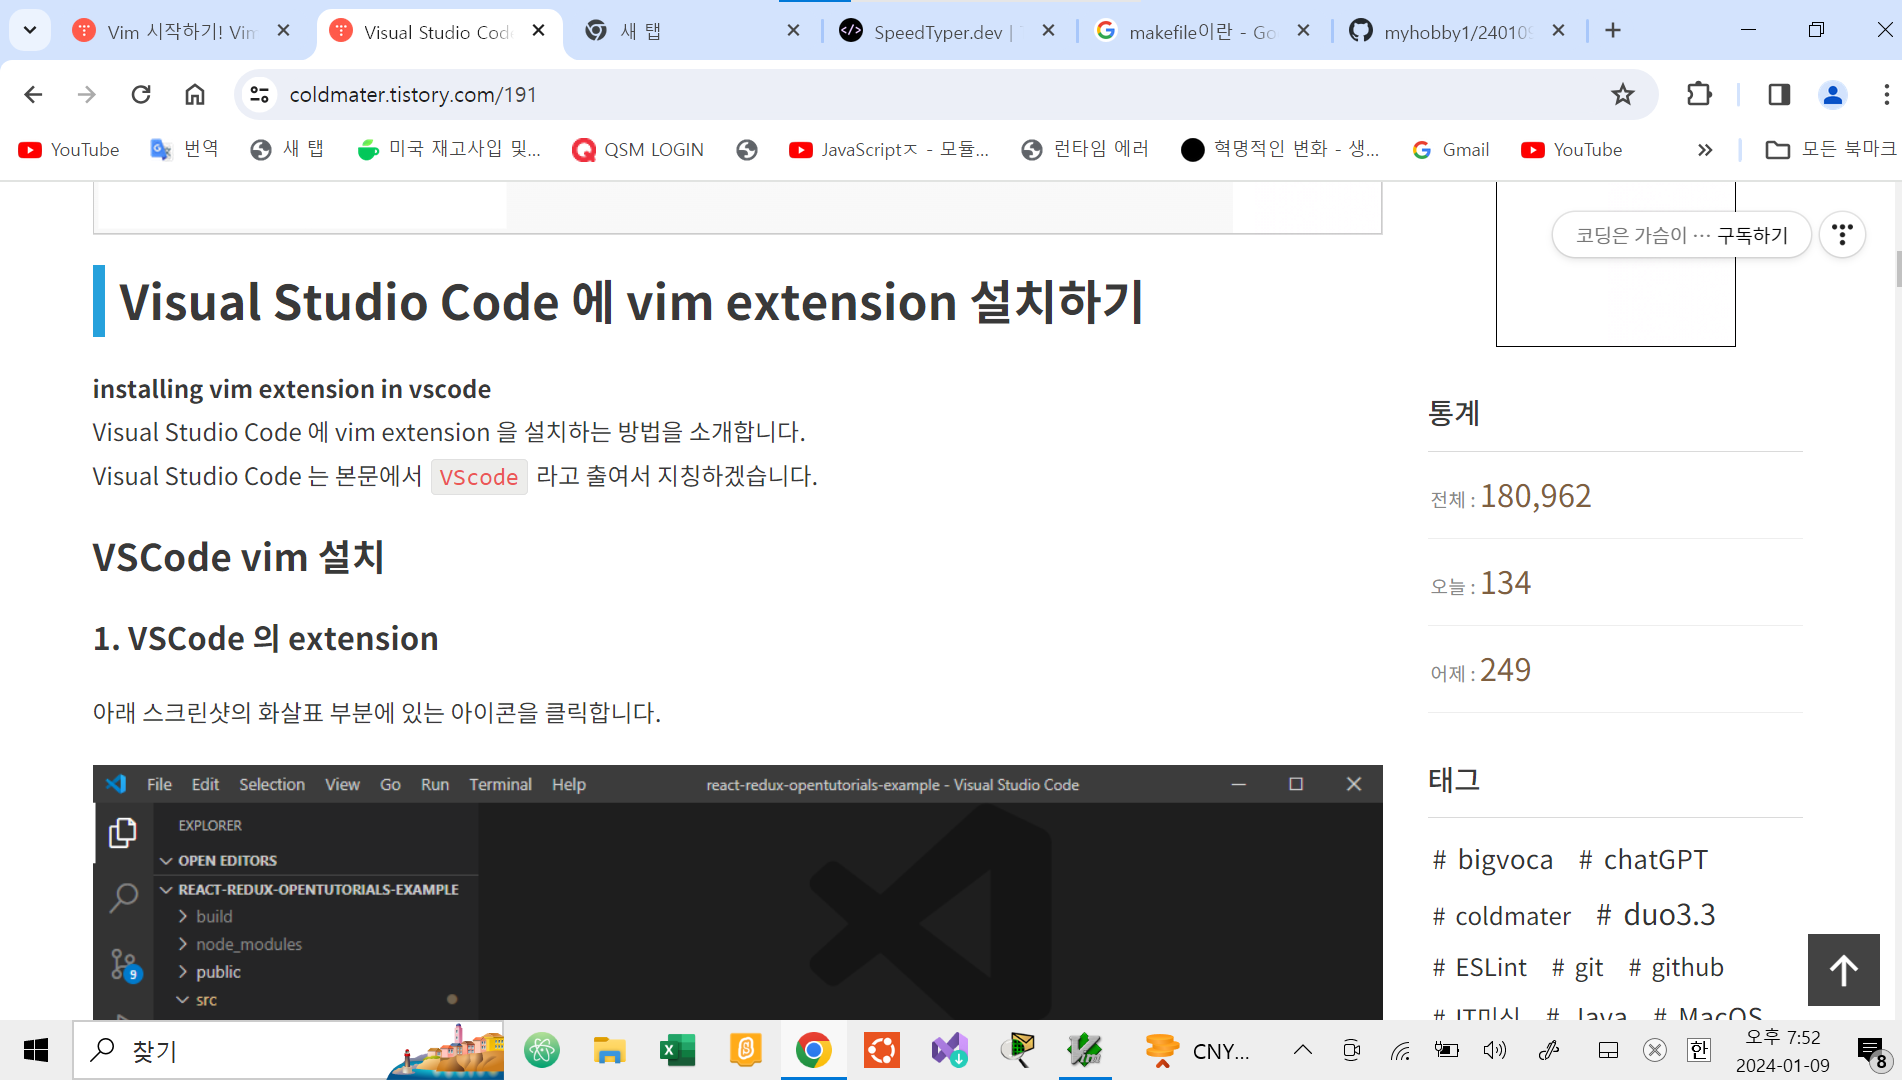 Vim 시작하기! Vim
Visual Studio Code
새 탭
SpeedTyper.dev | T
makefile이란 - Go
myhobby1/240109
coldmater.tistory.com/191
YouTube
번역
새 탭
미국 재고사입 및...
QSM LOGIN
JavaScriptㅈ - 모듈...
런타임 에러
혁명적인 변화 - 생...
Gmail
YouTube
모든 북마크
코딩은 가슴이 ··· 구독하기
Visual Studio Code 에 vim extension 설치하기
installing vim extension in vscode
Visual Studio Code 에 vim extension 을 설치하는 방법을 소개합니다.
Visual Studio Code 는 본문에서 VScode 라고 출여서 지칭하겠습니다.
VSCode vim 설치
1. VSCode 의 extension
아래 스크린샷의 화살표 부분에 있는 아이콘을 클릭합니다.
File Edit Selection View Go Run Terminal Help
react-redux-opentutorials-example - Visual Studio Code
EXPLORER
OPEN EDITORS
REACT-REDUX-OPENTUTORIALS-EXAMPLE
build
node_modules
public
src
9
통계
전체 : 180,962
오늘 : 134
어제 : 249
태그
# bigvoca # chatGPT
# coldmater # duo3.3
# ESLint # git # github
# IT미신 # Java # MacOS
찾기
CNY...
한
오후 7:52
2024-01-09
8